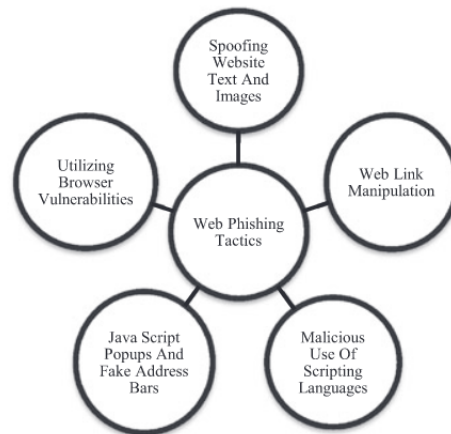 Spoofing
Website
Text And
Images
Utilizing
Browser
Vulnerabilities
Web Link
Manipulation
Web Phishing
Tactics
Java Script
Popups And
Fake Address
Bars
Malicious
Use Of
Scripting
Languages